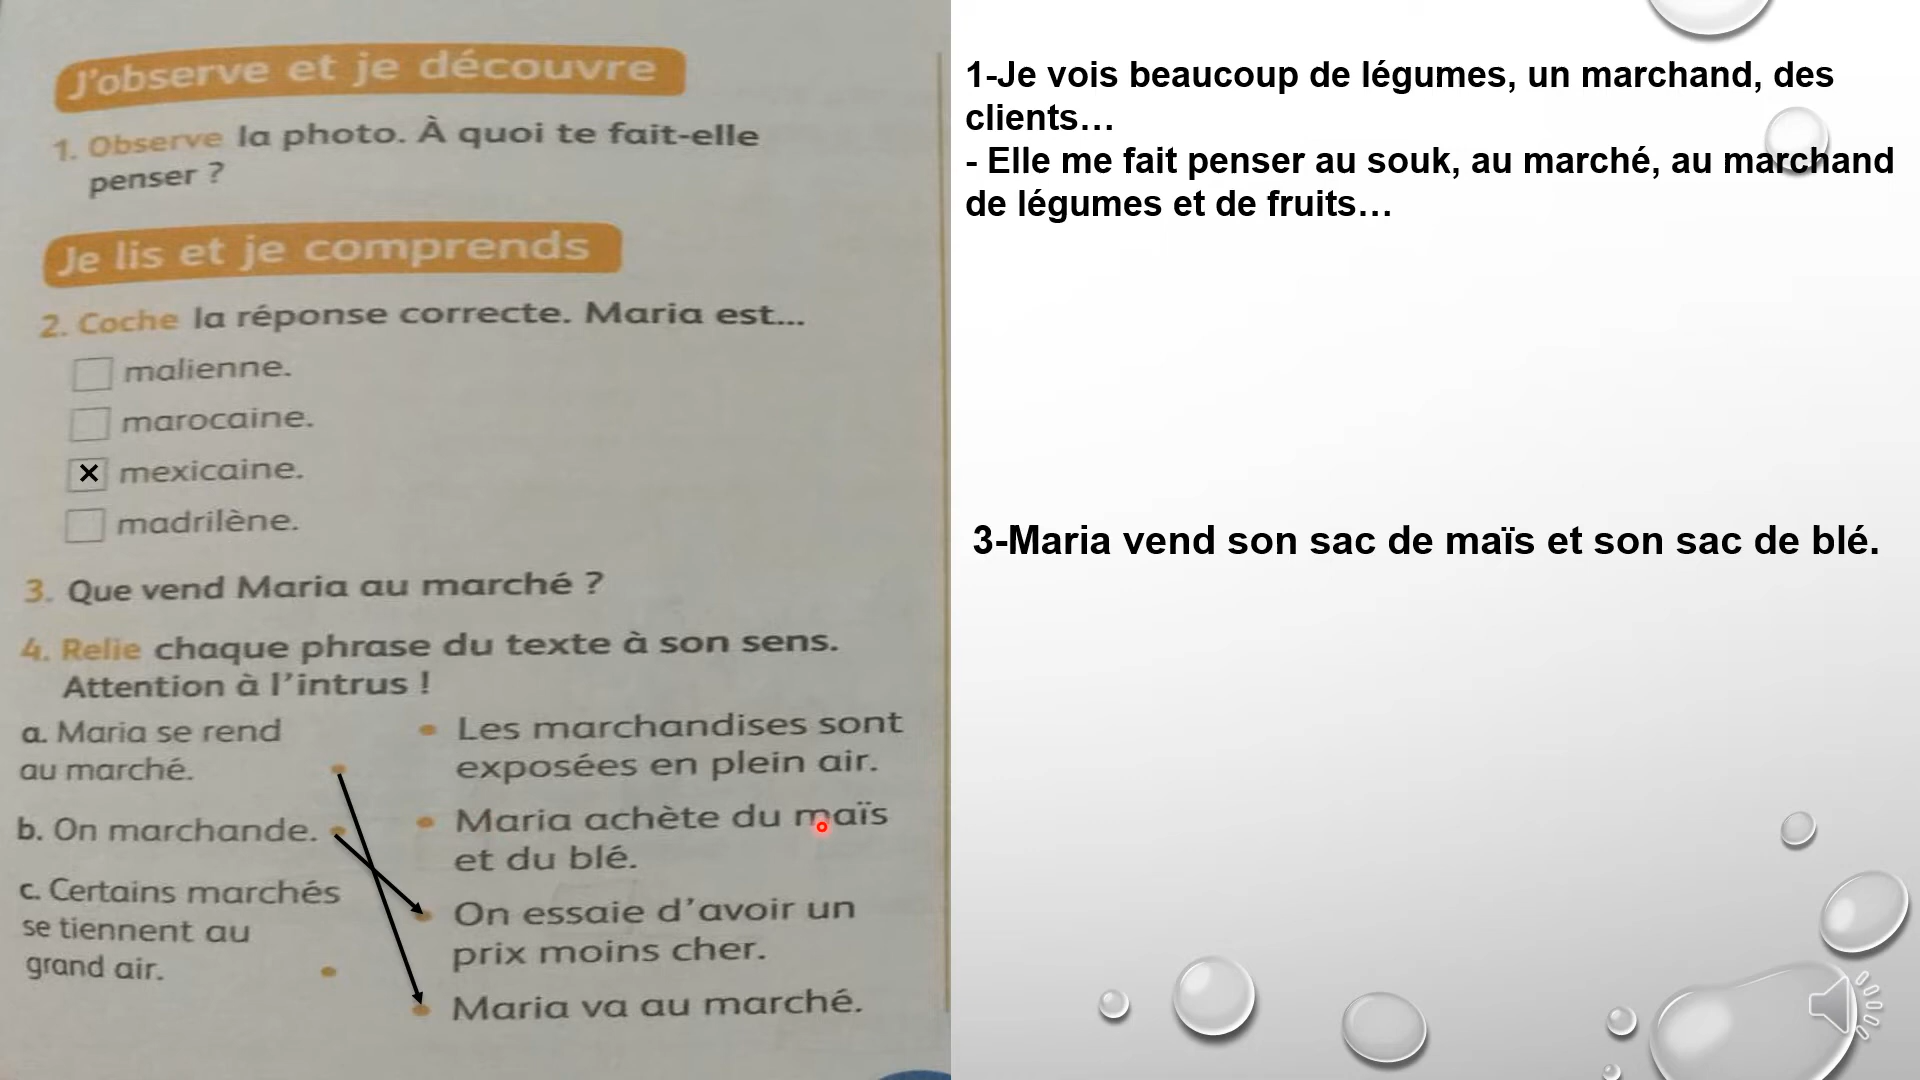 J'observe et je découvre
1. Observe la photo. À quoi te fait-elle
penser ?
Je lis et je comprends
2. Coche la réponse correcte. Maria est...
malienne.
marocaine.
× mexicaine.
madrilène.
3. Que vend Maria au marché ?
4. Relie chaque phrase du texte à son sens.
Attention à l'intrus !
a. Maria se rend
au marché.
b. On marchande.
c. Certains marchés
se tiennent au
grand air.
• Les marchandises sont
exposées en plein air.
• Maria achète du maïs
et du blé.
• On essaie d'avoir un
prix moins cher.
• Maria va au marché.
1-Je vois beaucoup de légumes, un marchand, des
clients…
- Elle me fait penser au souk, au marché, au marchand
de légumes et de fruits…
3-Maria vend son sac de maïs et son sac de blé.